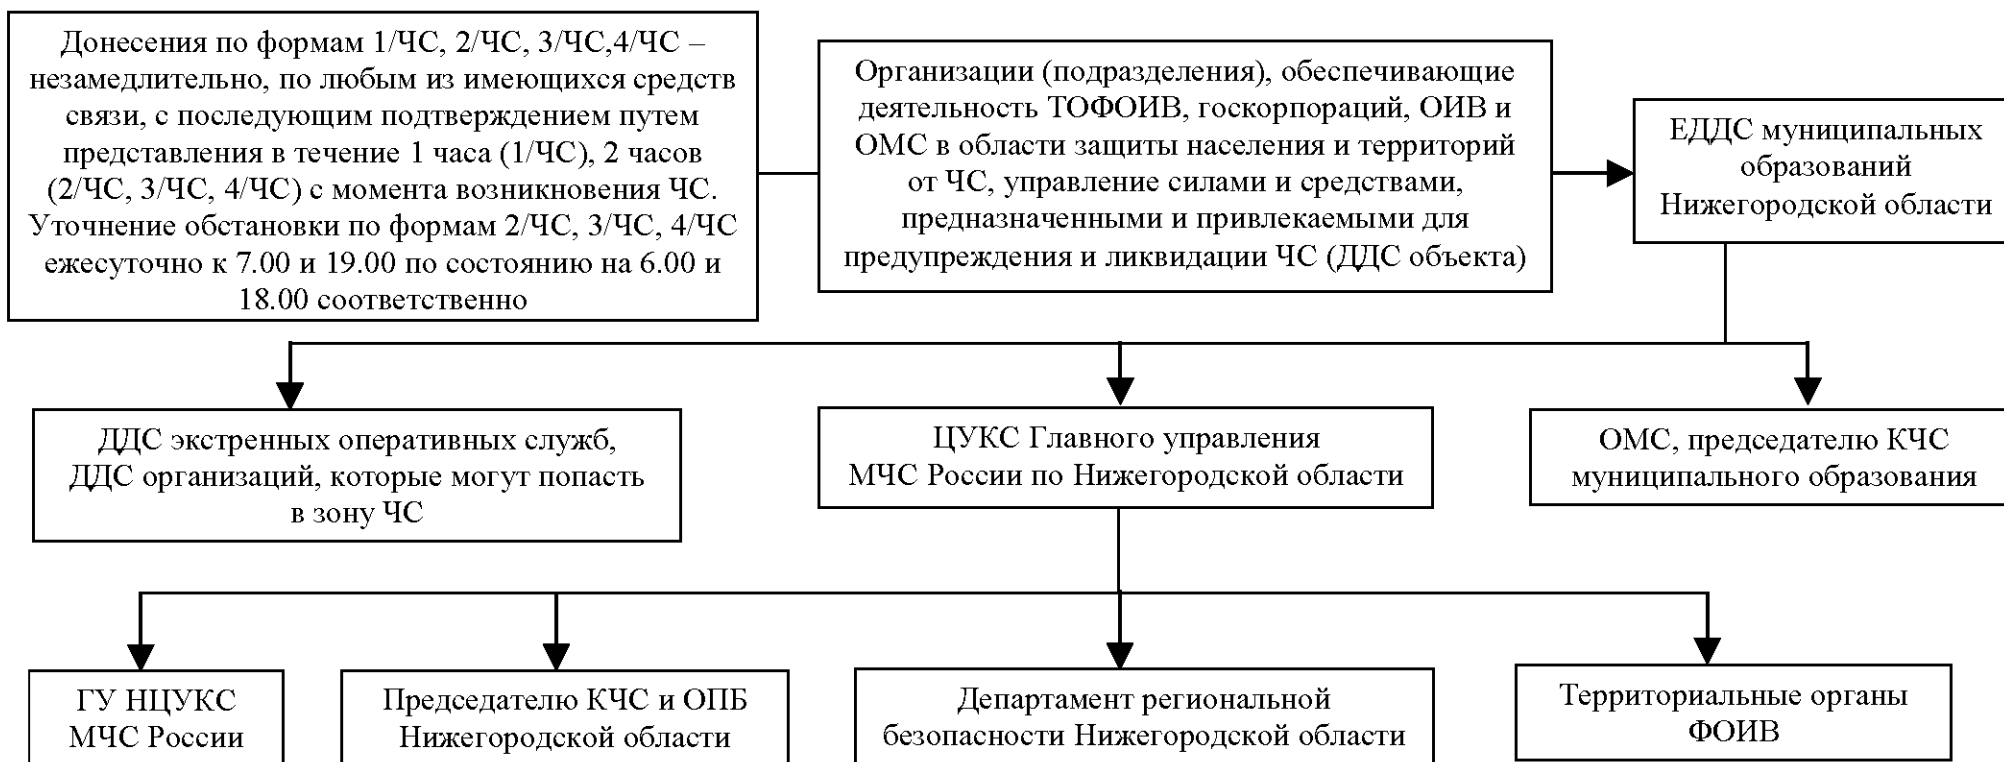 Донесения по формам 1/ЧС, 2/ЧС, 3/ЧС,4/ЧС –
незамедлительно, по любым из имеющихся средств
связи, с последующим подтверждением путем
представления в течение 1 часа (1/ЧС), 2 часов
(2/ЧС, 3/ЧС, 4/ЧС) с момента возникновения ЧС.
Уточнение обстановки по формам 2/ЧС, 3/ЧС, 4/ЧС
ежесуточно к 7.00 и 19.00 по состоянию на 6.00 и
18.00 соответственно
Организации (подразделения), обеспечивающие
деятельность ТОФОИВ, госкорпораций, ОИВ и
ОМС в области защиты населения и территорий
от ЧС, управление силами и средствами,
предназначенными и привлекаемыми для
предупреждения и ликвидации ЧС (ДДС объекта)
ЕДДС муниципальных
образований
Нижегородской области
ДДС экстренных оперативных служб,
ДДС организаций, которые могут попасть
в зону ЧС
ЦУКС Главного управления
МЧС России по Нижегородской области
ОМС, председателю КЧС
муниципального образования
ГУ НЦУКС
МЧС России
Председателю КЧС и ОПБ
Нижегородской области
Департамент региональной
безопасности Нижегородской области
Территориальные органы
ФОИВ